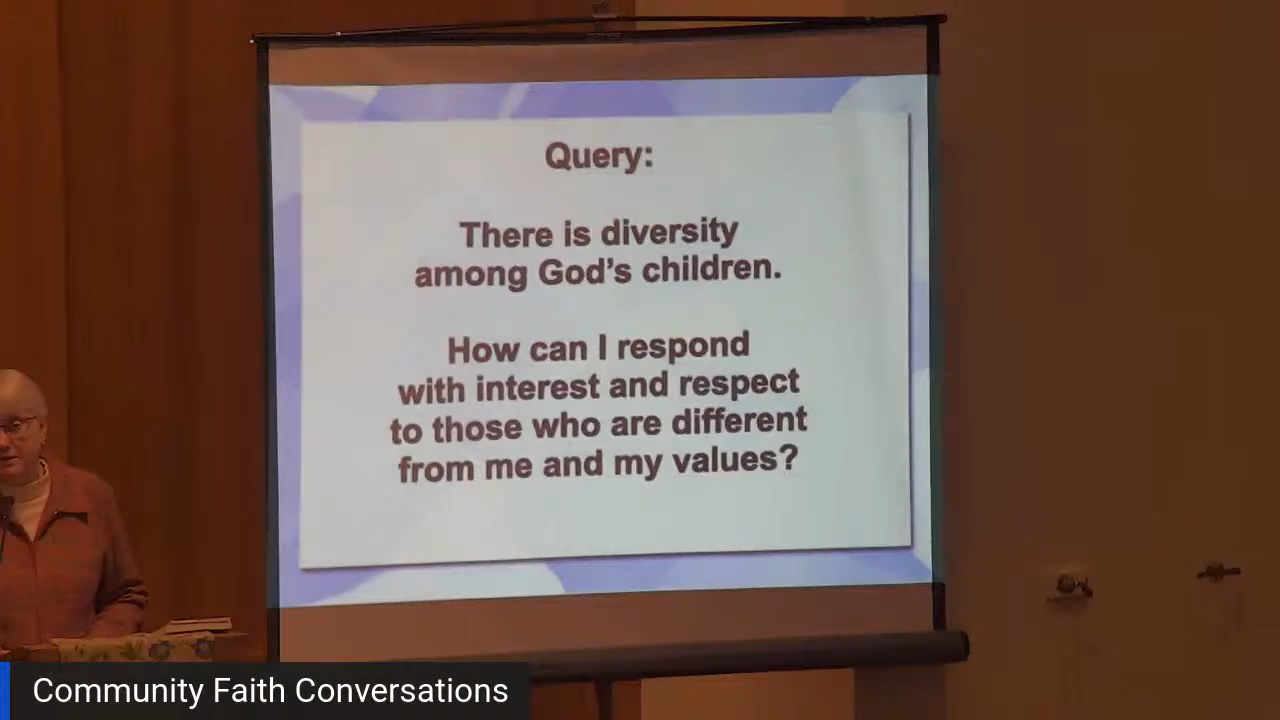 Query:
There is diversity
among God's children.
How can I respond
with interest and respect
to those who are different
from me and my values?
Community Faith Conversations